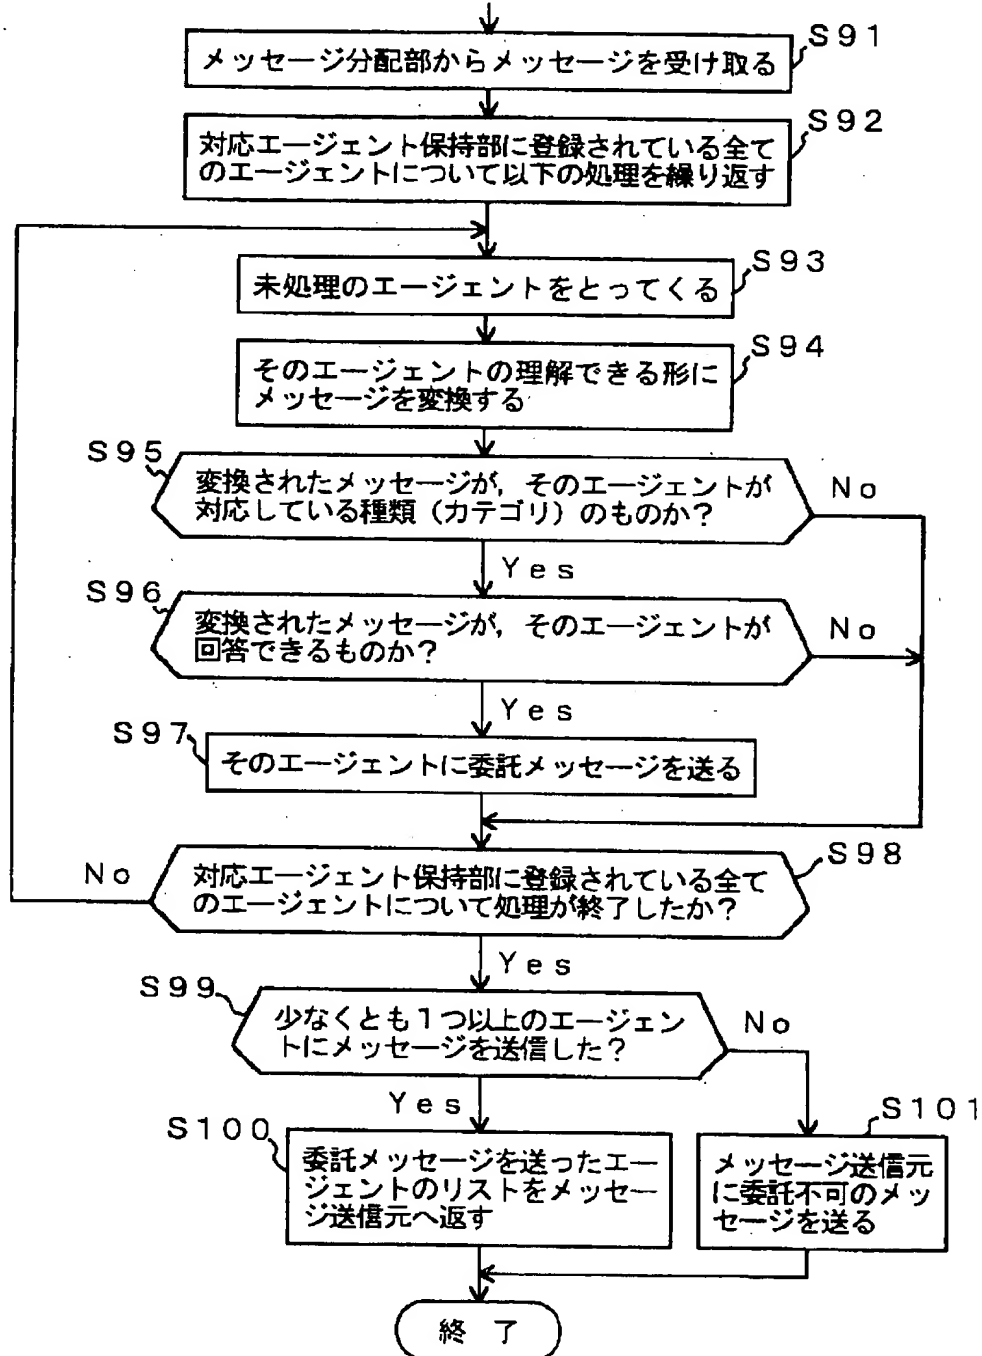 S91
メッセージ分配部からメッセージを受け取る
S92
対応エージェント保持部に登録されている全て
のエージェントについて以下の処理を繰り返す
S93
未処理のエージェントをとってくる
S94
そのエージェントの理解できる形に
メッセージを変換する
S95
変換されたメッセージが，そのエージェントが
対応している種類（カテゴリ）のものか？
No
Yes
S96
変換されたメッセージが，そのエージェントが
回答できるものか？
No
Yes
S97
そのエージェントに委託メッセージを送る
S98
対応エージェント保持部に登録されている全て
のエージェントについて処理が終了したか？
No
Yes
S99
少なくとも1つ以上のエージェン
トにメッセージを送信した？
No
Yes
S100
委託メッセージを送ったエー
ジェントのリストをメッセー
ジ送信元へ返す
S101
メッセージ送信元
に委託不可のメッ
セージを送る
終了